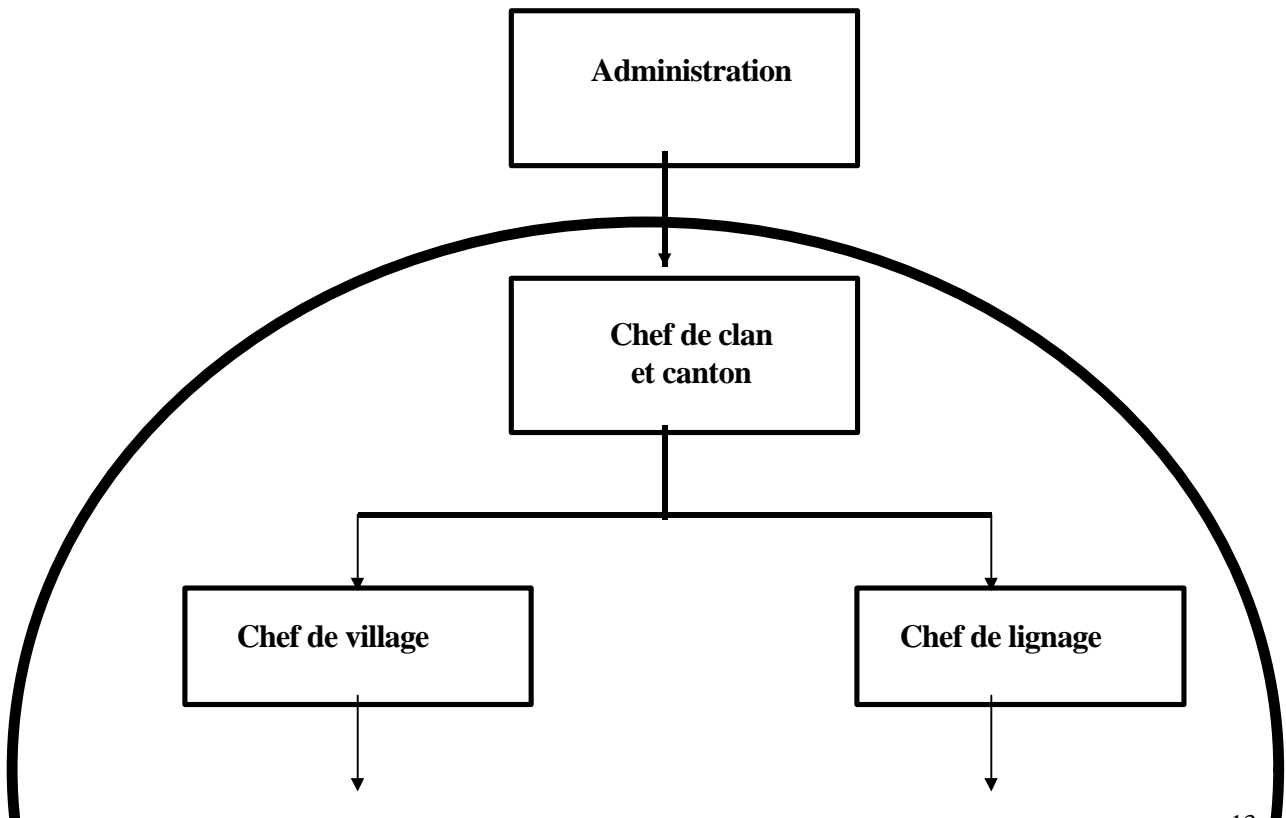 Administration
Chef de clan
et canton
Chef de village
Chef de lignage